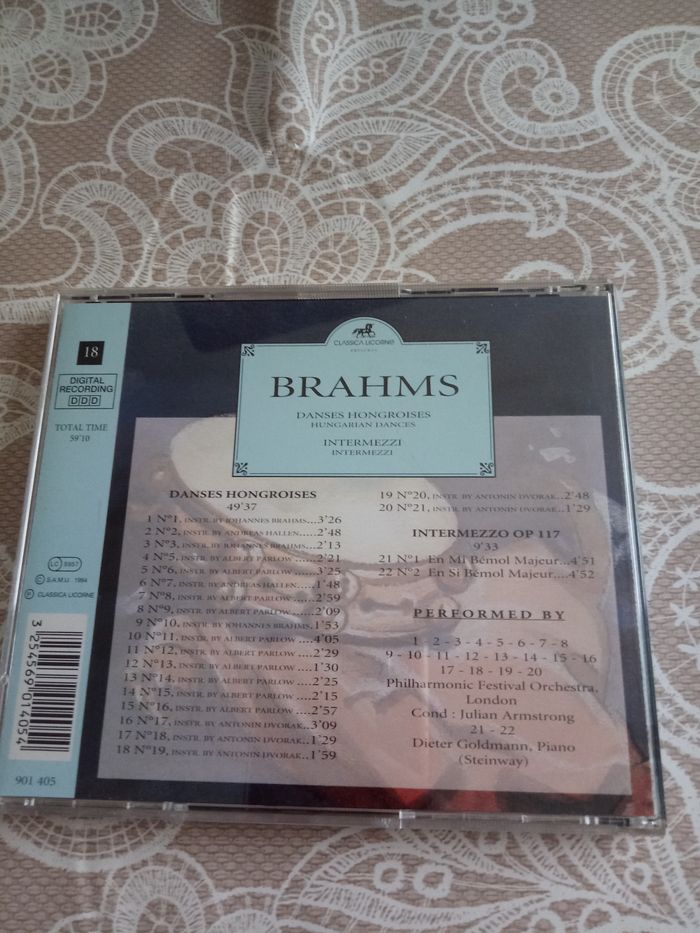 18
DIGITAL
RECORDING
DDD
TOTAL TIME
59'10
LC 8957
© S.A.M.U 1994
℗ CLASSICA LICORNE
3 254569 014054
901 405
CLASSICA LICORNE
BRAHMS
DANSES HONGROISES
HUNGARIAN DANCES
INTERMEZZI
INTERMEZZI
DANSES HONGROISES
49'37
1 N°1, INSTR. BY JOHANNES BRAHMS...3'26
2 N°2, INSTR. BY ANDREAS HALLEN.....2'48
3 N°3, INSTR. BY JOHANNES BRAHMS...2'13
4 N°5, INSTR. BY ALBERT PARLOW .....2'21
5 N°6, INSTR. BY ALBERT PARLOW......3'25
6 N°7, INSTR. BY ANDREAS HALLEN.....1'48
7 N°8, INSTR. BY ALBERT PARLOW ......2'59
8 N°9, INSTR. BY ALBERT PARLOW ......2'09
9 N°10, INSTR. BY JOHANNES BRAHMS.1'53
10 N°11, INSTR. BY ALBERT PARLOW ....4'05
11 N°12, INSTR. BY ALBERT PARLOW ....2'29
12 N°13, INSTR. BY ALBERT PARLOW ....1'30
13 N°14, INSTR. BY ALBERT PARLOW ....2'25
14 N°15, INSTR. BY ALBERT PARLOW ....2'15
15 N°16, INSTR. BY ALBERT PARLOW ....2'57
16 N°17, INSTR. BY ANTONIN DVORAK..3'09
17 N°18, INSTR. BY ANTONIN DVORAK..1'29
18 N°19, INSTR. BY ANTONIN DVORAK..1'59
19 N°20, INSTR. BY ANTONIN DVORAK..2'48
20 N°21, INSTR. BY ANTONIN DVORAK...1'29
INTERMEZZO OP 117
9'33
21 N°1 En Mi Bémol Majeur...4'51
22 N°2 En Si Bémol Majeur....4'52
PERFORMED BY
1 - 2 - 3 - 4 - 5 - 6 - 7 - 8
9 - 10 - 11 - 12 - 13 - 14 - 15 - 16
17 - 18 - 19 - 20
Philharmonic Festival Orchestra,
London
Cond : Julian Armstrong
21 - 22
Dieter Goldmann, Piano
(Steinway)